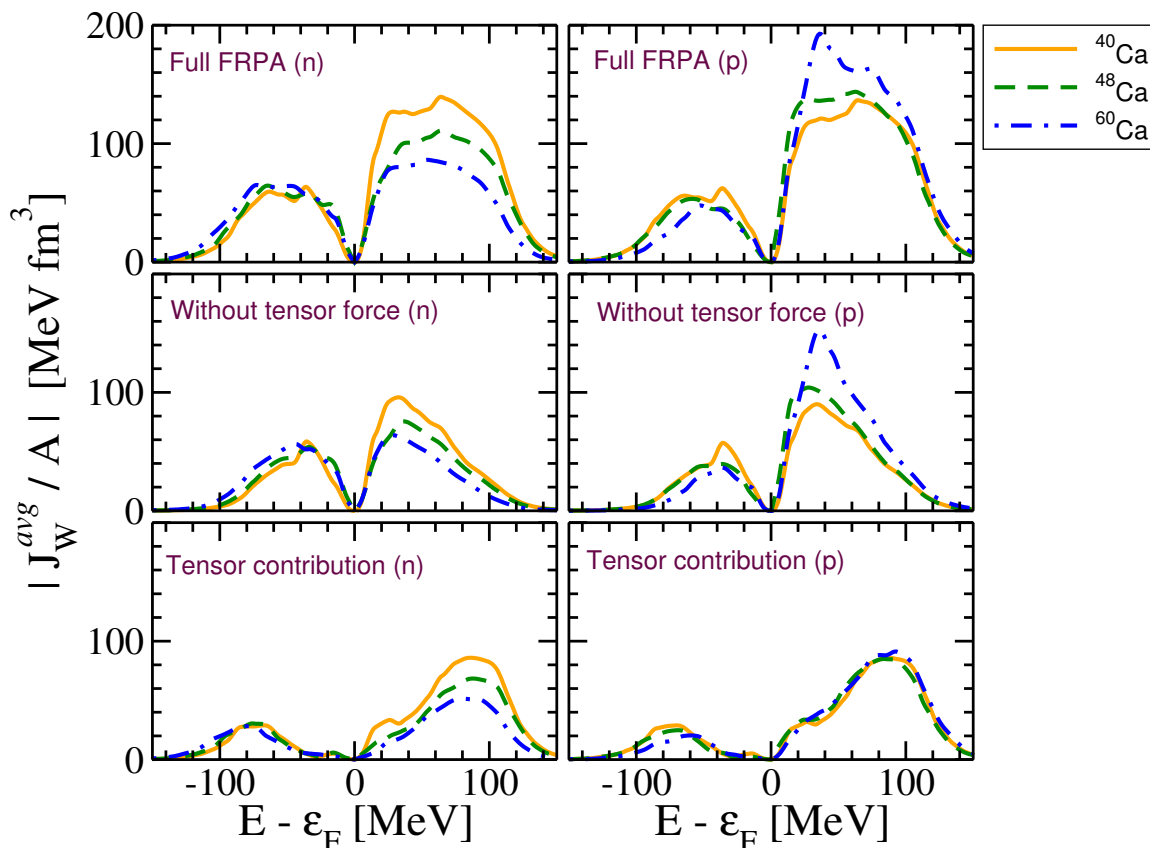 200
Full FRPA (n)
Full FRPA (p)
⁴⁰Ca
⁴⁸Ca
⁶⁰Ca
100
0
Without tensor force (n)
Without tensor force (p)
100
0
Tensor contribution (n)
Tensor contribution (p)
100
0
-100 0 100
-100 0 100
E - ε_F [MeV]
E - ε_F [MeV]
| J_W^avg / A | [MeV fm³]